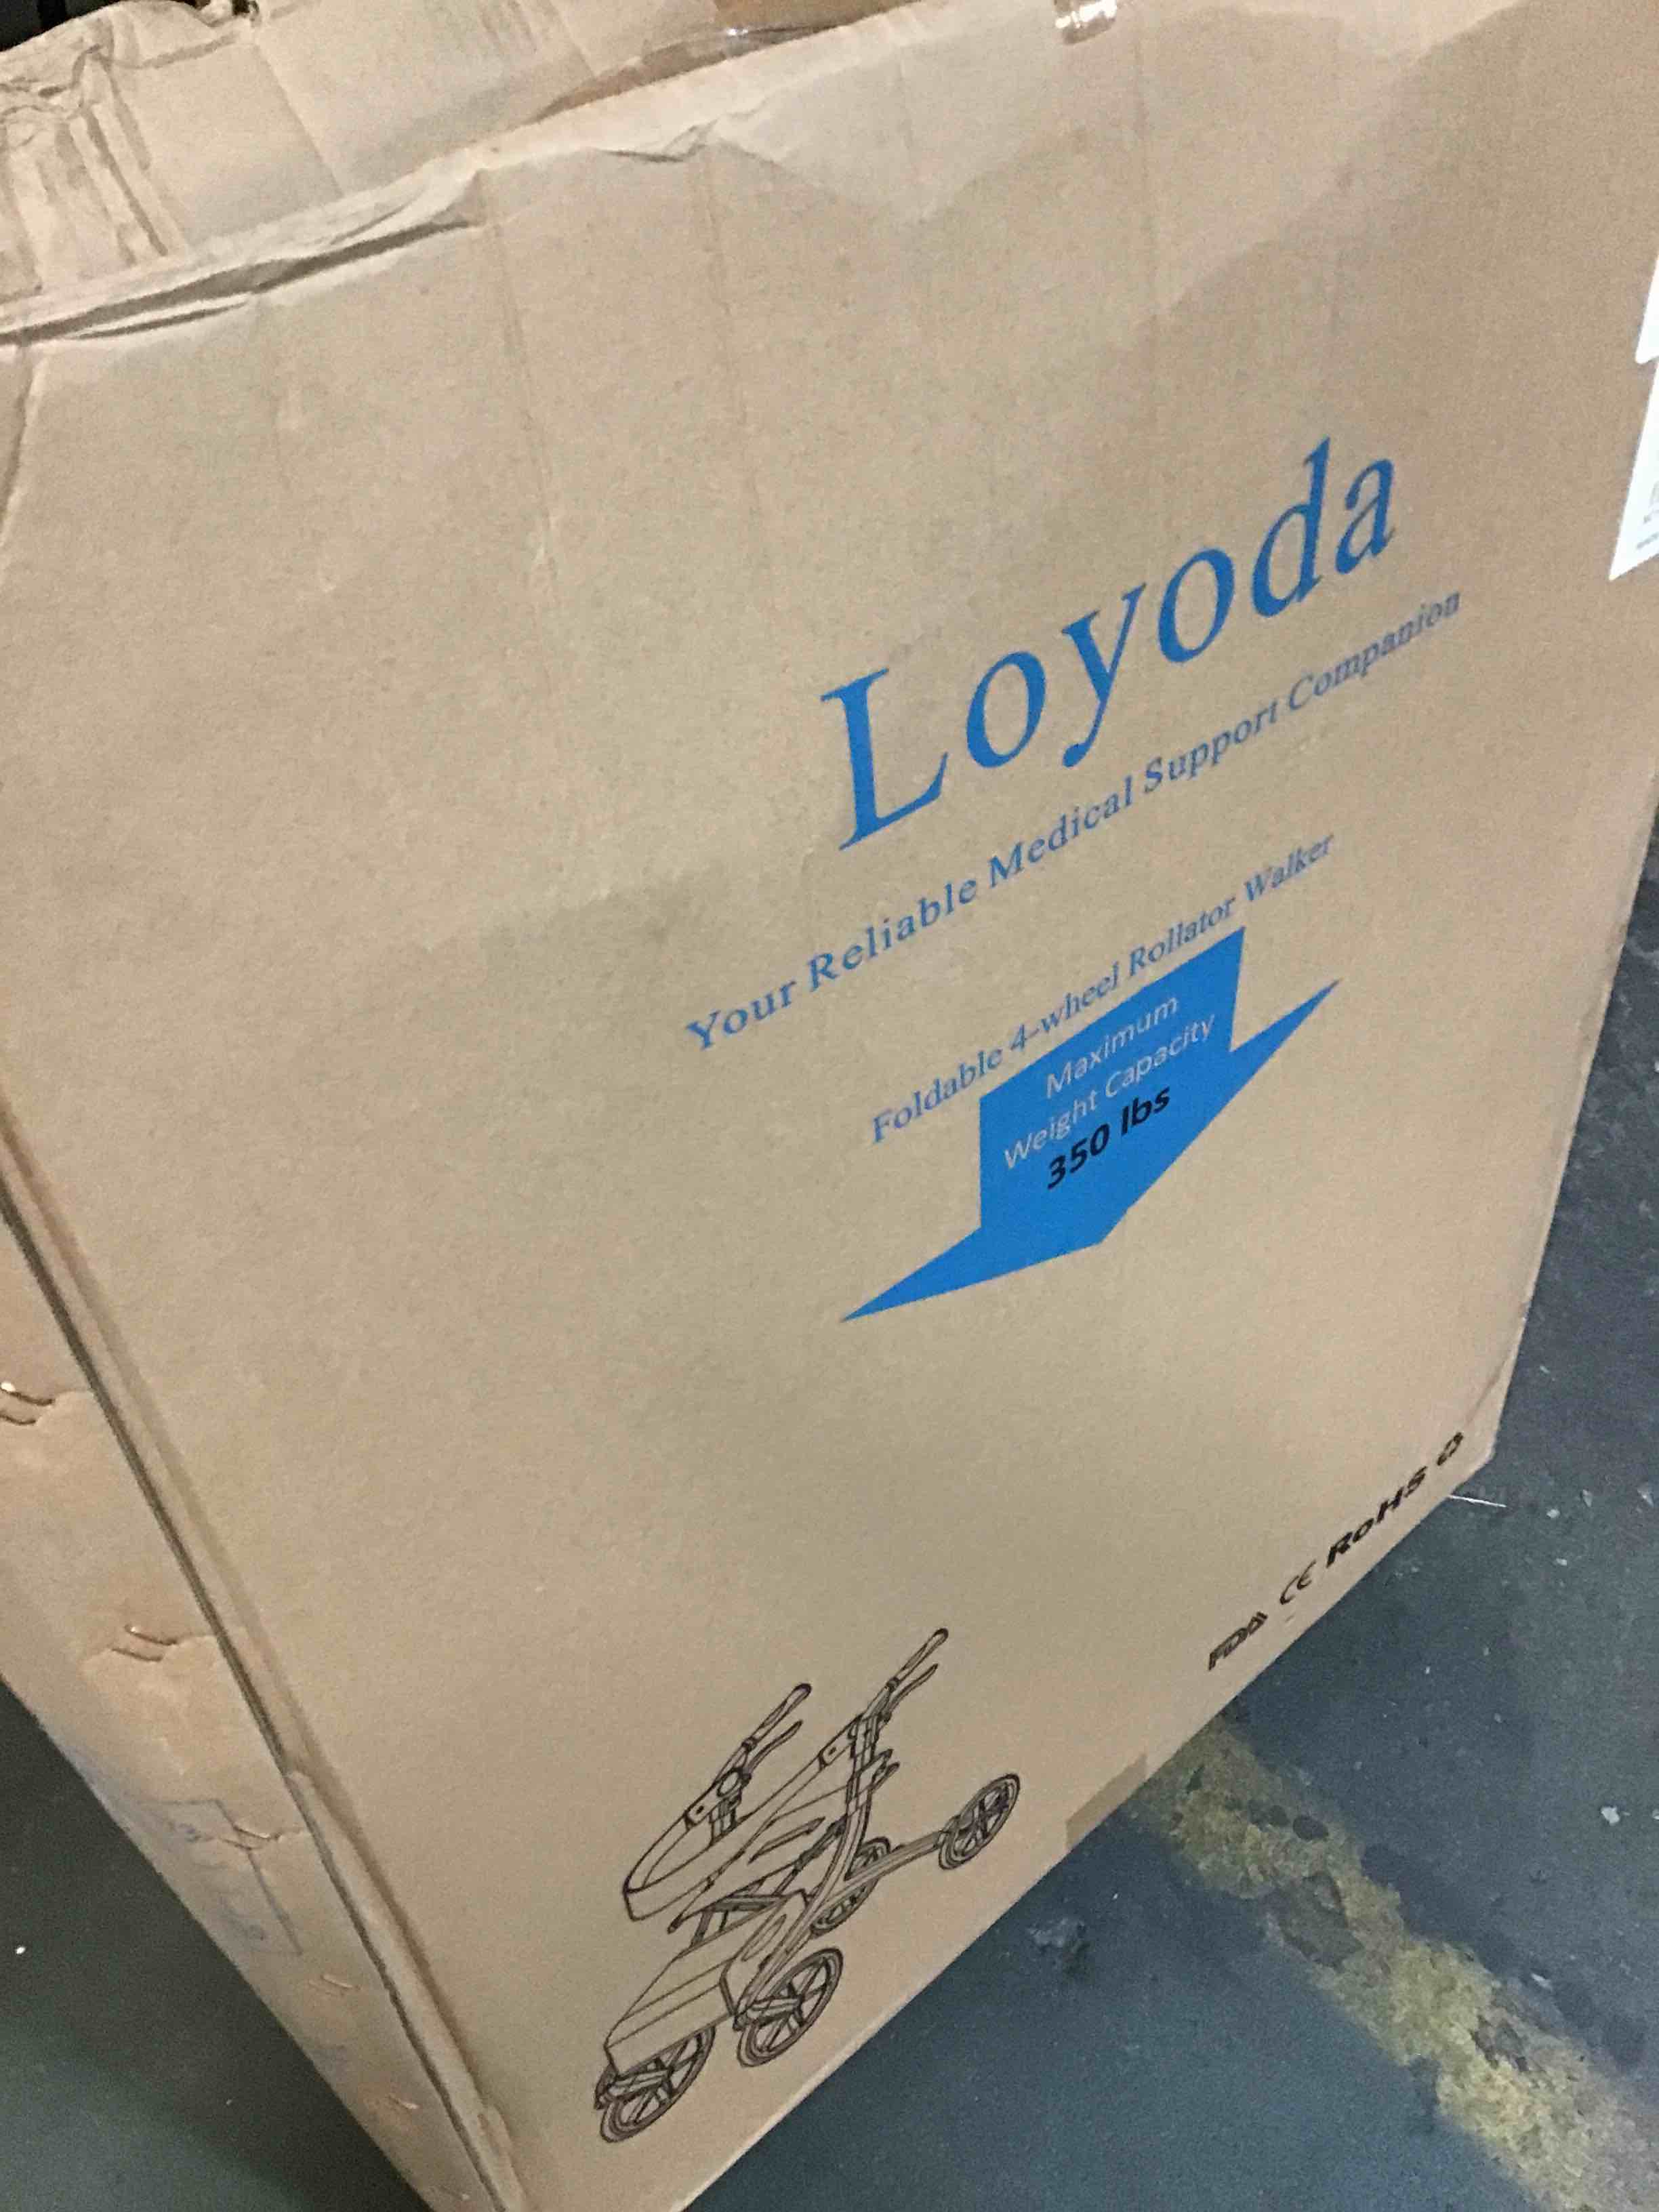 Loyoda
Your Reliable Medical Support Companion
Foldable 4-wheel Rollator Walker
Maximum
Weight Capacity
350 lbs
FDA CE RoHS